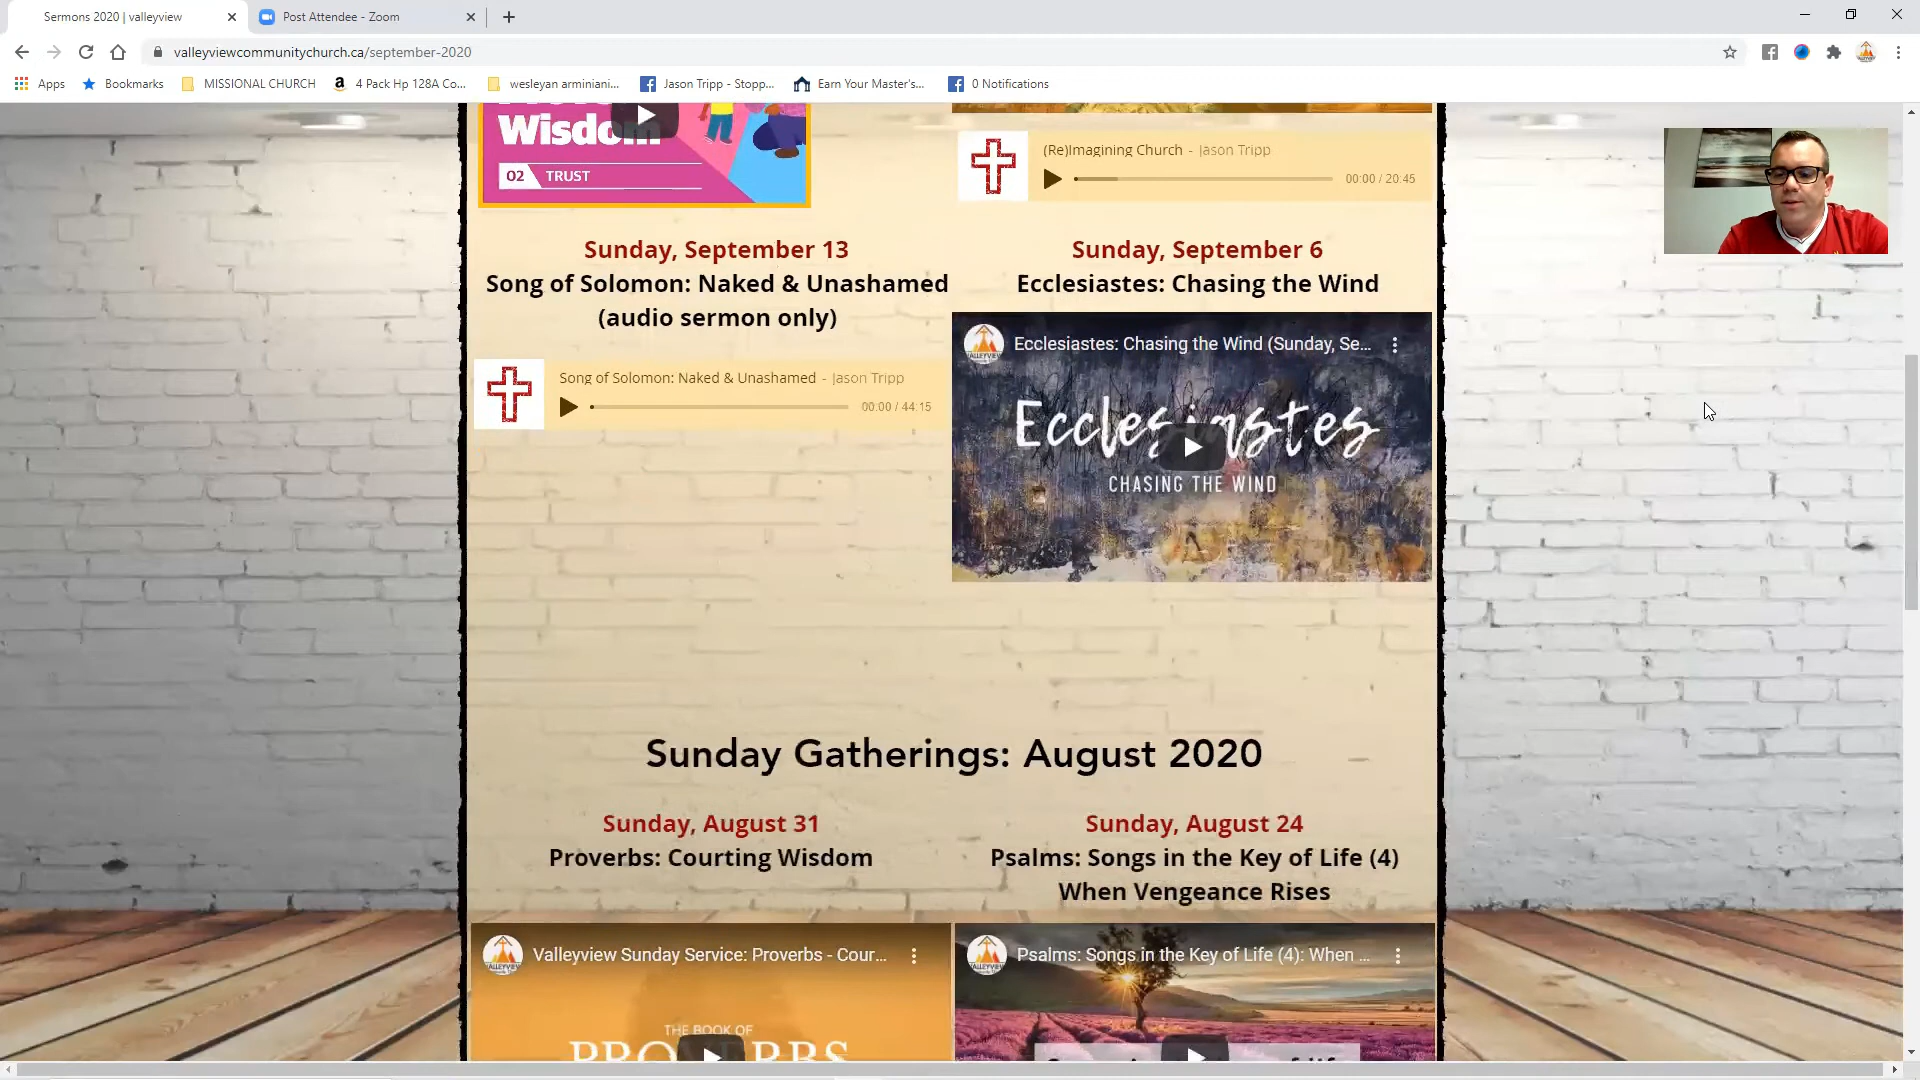 Sermons 2020 | valleyview
Post Attendee - Zoom
valleyviewcommunitychurch.ca/september-2020
Apps
Bookmarks
MISSIONAL CHURCH
4 Pack Hp 128A Co...
wesleyan arminiani...
Jason Tripp - Stopp...
Earn Your Master's...
0 Notifications
Wisdom
02 TRUST
(Re)Imagining Church - Jason Tripp
00:00 / 20:45
Sunday, September 13
Song of Solomon: Naked & Unashamed
(audio sermon only)
Song of Solomon: Naked & Unashamed - Jason Tripp
00:00 / 44:15
Sunday, September 6
Ecclesiastes: Chasing the Wind
Ecclesiastes: Chasing the Wind (Sunday, Se...
Ecclesiastes
CHASING THE WIND
Sunday Gatherings: August 2020
Sunday, August 31
Proverbs: Courting Wisdom
Sunday, August 24
Psalms: Songs in the Key of Life (4)
When Vengeance Rises
VALLEYVIEW
Valleyview Sunday Service: Proverbs - Cour...
THE BOOK OF
PROVERBS
VALLEYVIEW
Psalms: Songs in the Key of Life (4): When ...